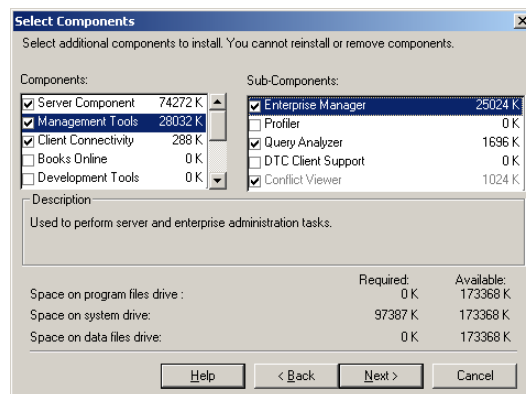 Select Components
Select additional components to install. You cannot reinstall or remove components.
Components:
Sub-Components:
Server Component 74272 K
Management Tools 28032 K
Client Connectivity 288 K
Books Online 0 K
Development Tools 0 K
Enterprise Manager 25024 K
Profiler 0 K
Query Analyzer 1696 K
DTC Client Support 0 K
Conflict Viewer 1024 K
Description
Used to perform server and enterprise administration tasks.
Required: Available:
Space on program files drive : 0 K 173368 K
Space on system drive: 97387 K 173368 K
Space on data files drive: 0 K 173368 K
Help < Back Next > Cancel